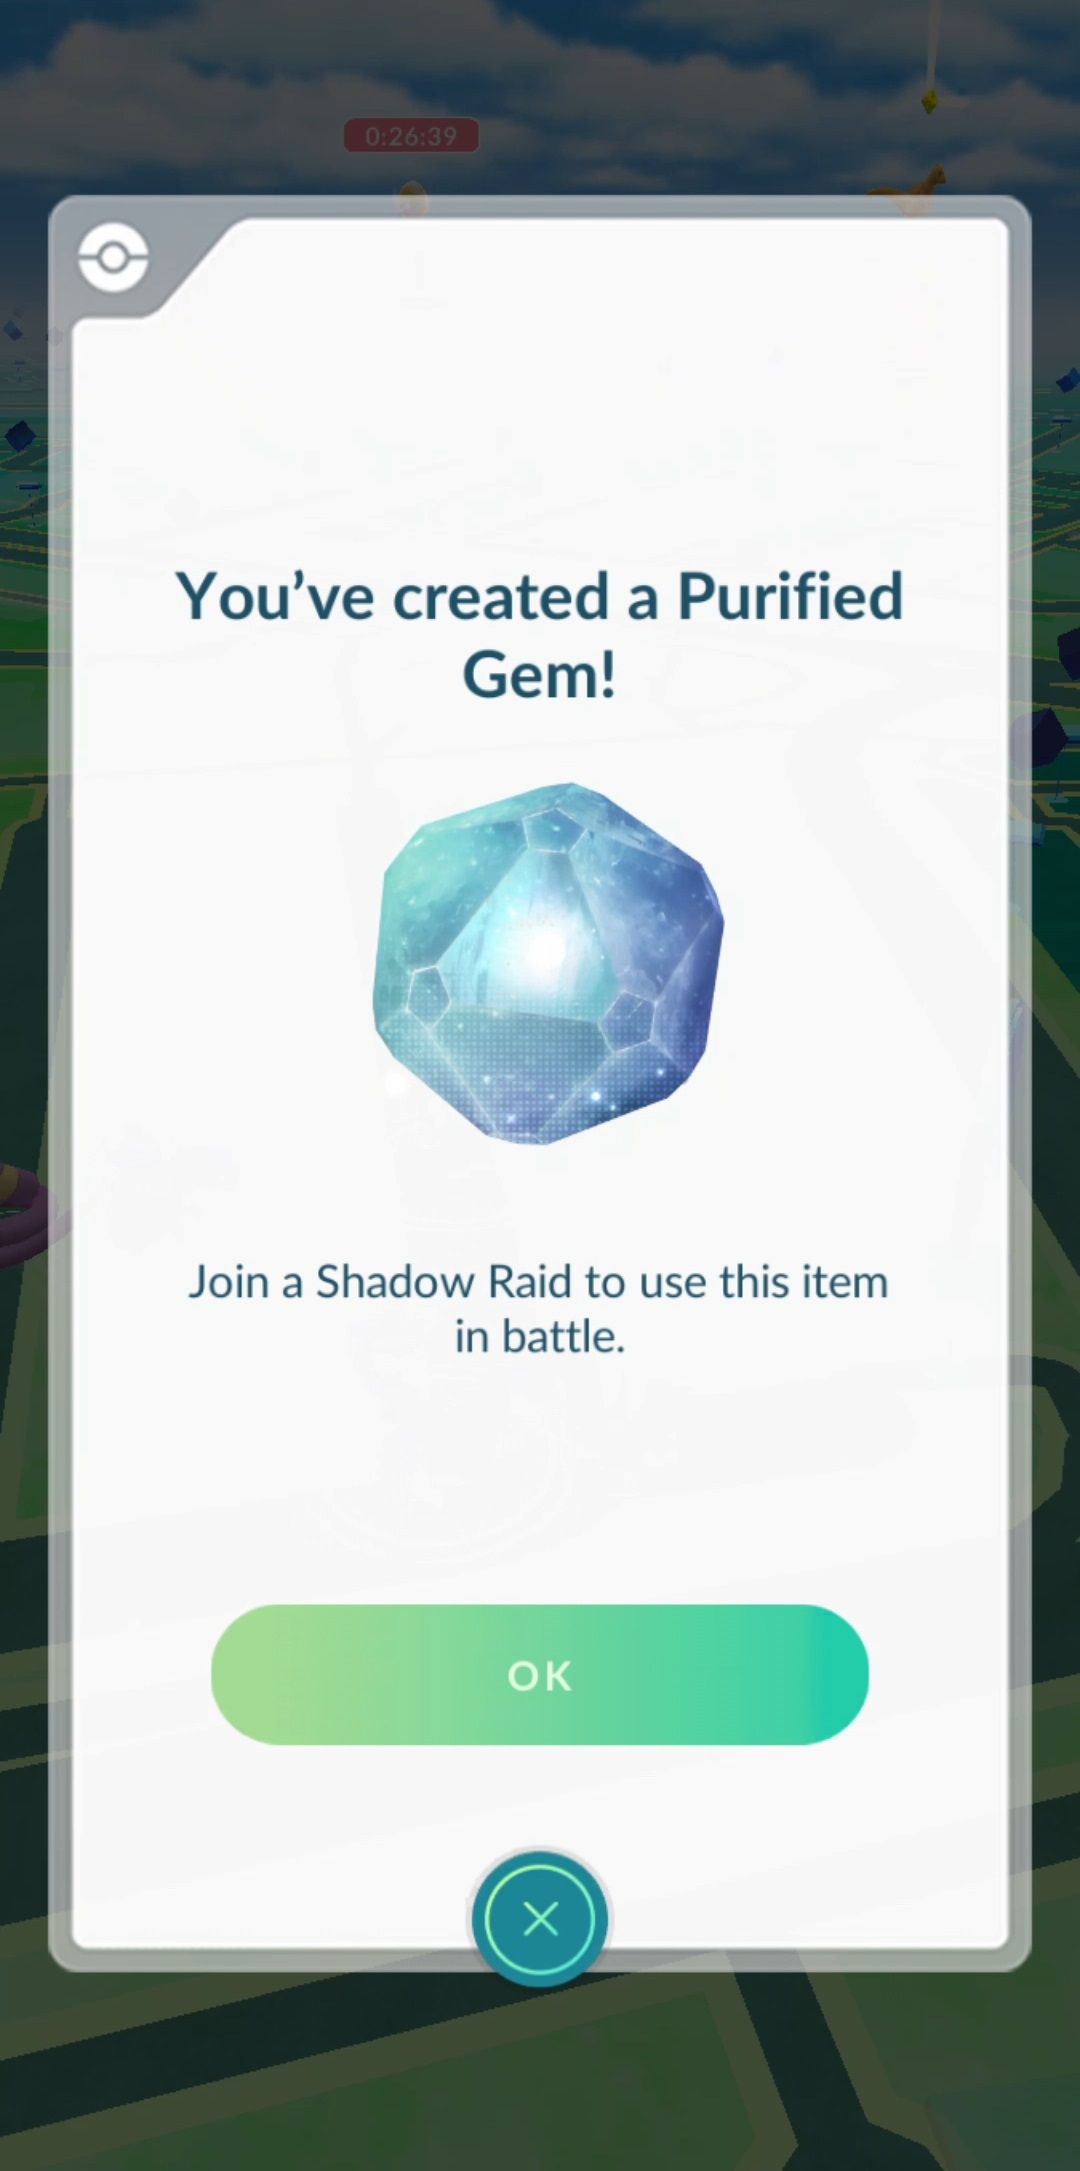 0:26:39
You’ve created a Purified
Gem!
Join a Shadow Raid to use this item
in battle.
OK